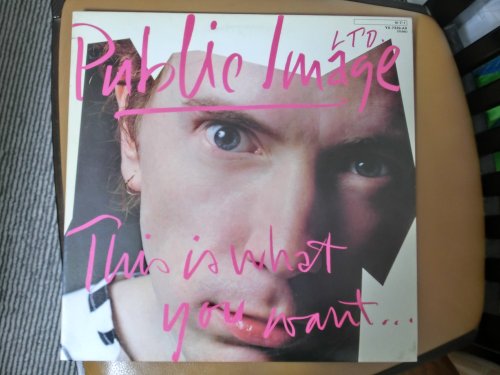 Public Image
LTD.
This is what
you want...